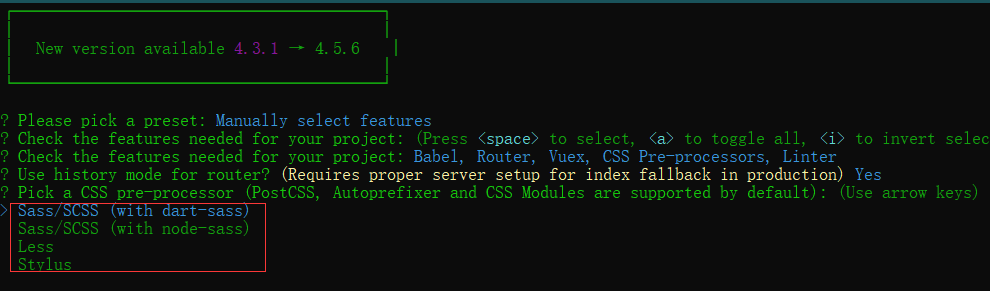 New version available 4.3.1 → 4.5.6
? Please pick a preset: Manually select features
? Check the features needed for your project: (Press <space> to select, <a> to toggle all, <i> to invert selec
? Check the features needed for your project: Babel, Router, Vuex, CSS Pre-processors, Linter
? Use history mode for router? (Requires proper server setup for index fallback in production) Yes
? Pick a CSS pre-processor (PostCSS, Autoprefixer and CSS Modules are supported by default): (Use arrow keys)
> Sass/SCSS (with dart-sass)
Sass/SCSS (with node-sass)
Less
Stylus